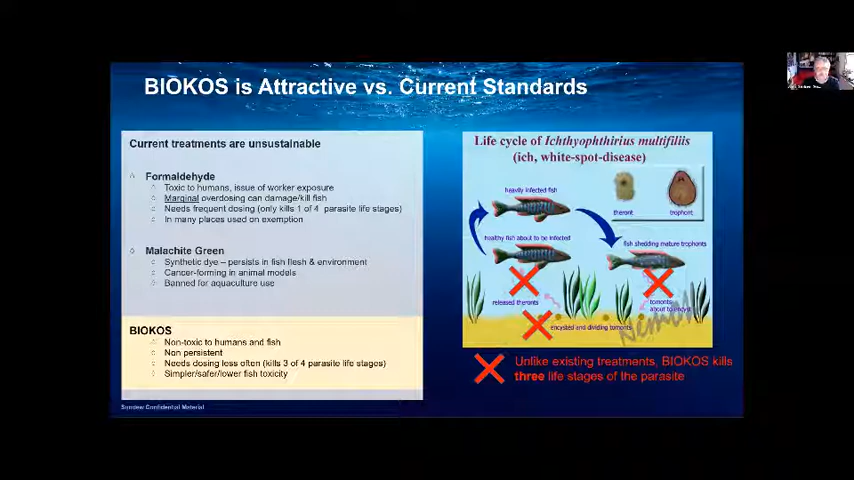 BIOKOS is Attractive vs. Current Standards
Current treatments are unsustainable
Formaldehyde
Toxic to humans, issue of worker exposure
Marginal overdosing can damage/kill fish
Needs frequent dosing (only kills 1 of 4 parasite life stages)
In many places used on exemption
Malachite Green
Synthetic dye – persists in fish flesh & environment
Cancer-forming in animal models
Banned for aquaculture use
BIOKOS
Non-toxic to humans and fish
Non persistent
Needs dosing less often (kills 3 of 4 parasite life stages)
Simpler/safer/lower fish toxicity
Sundew Confidential Material
Life cycle of Ichthyophthirius multifiliis
(ich, white-spot-disease)
heavily infected fish
theront
trophont
healthy fish about to be infected
fish shedding mature trophonts
released theronts
tomonts
about to encyst
encysted and dividing tomonts
Unlike existing treatments, BIOKOS kills
three life stages of the parasite